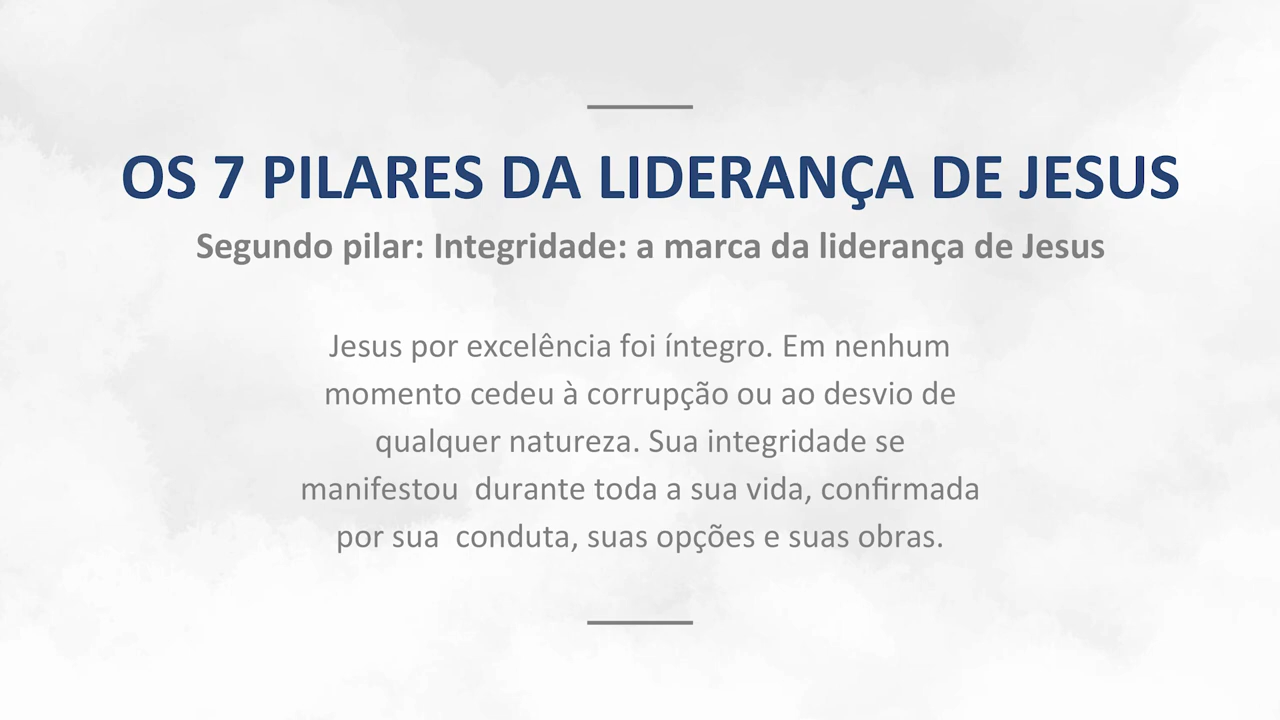 OS 7 PILARES DA LIDERANÇA DE JESUS
Segundo pilar: Integridade: a marca da liderança de Jesus
Jesus por excelência foi íntegro. Em nenhum
momento cedeu à corrupção ou ao desvio de
qualquer natureza. Sua integridade se
manifestou  durante toda a sua vida, confirmada
por sua  conduta, suas opções e suas obras.